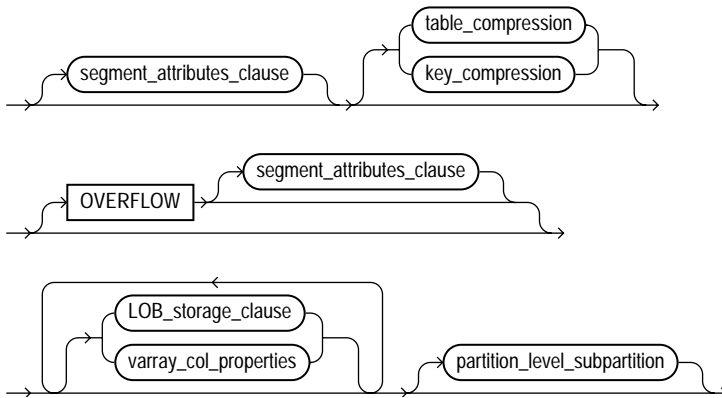 table_compression
segment_attributes_clause
key_compression
segment_attributes_clause
OVERFLOW
LOB_storage_clause
varray_col_properties
partition_level_subpartition